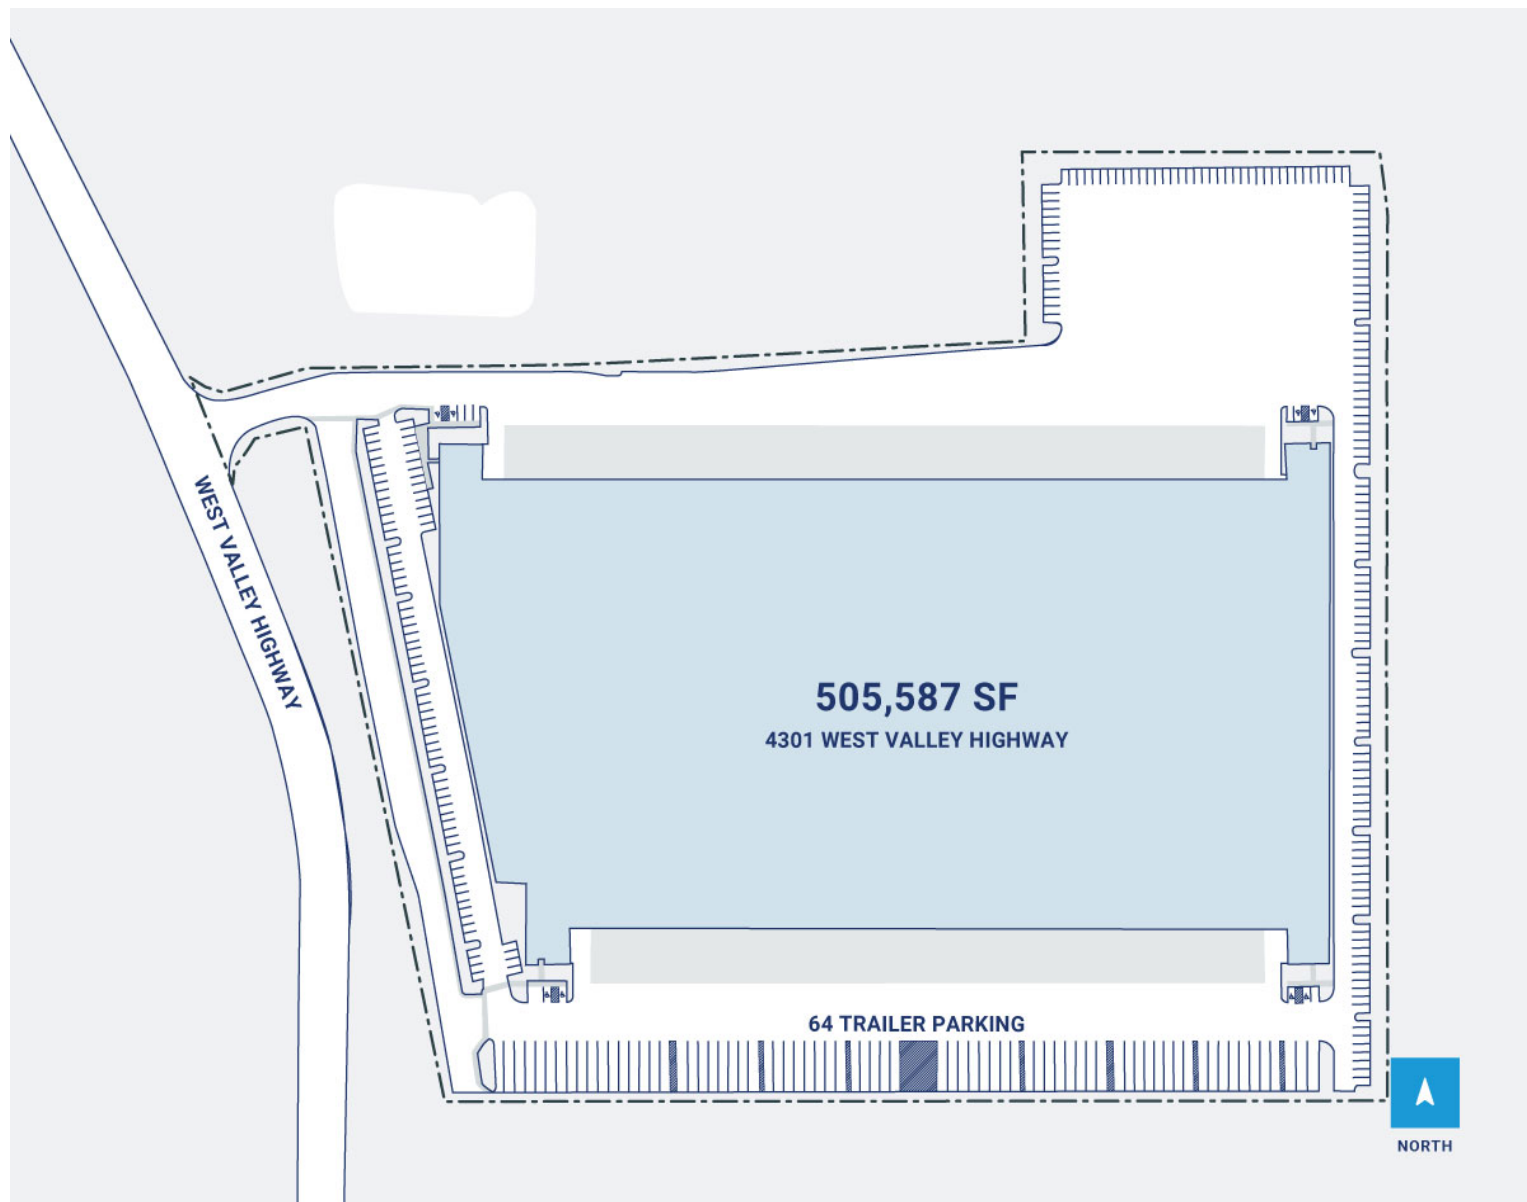 WEST VALLEY HIGHWAY
505,587 SF
4301 WEST VALLEY HIGHWAY
64 TRAILER PARKING
NORTH